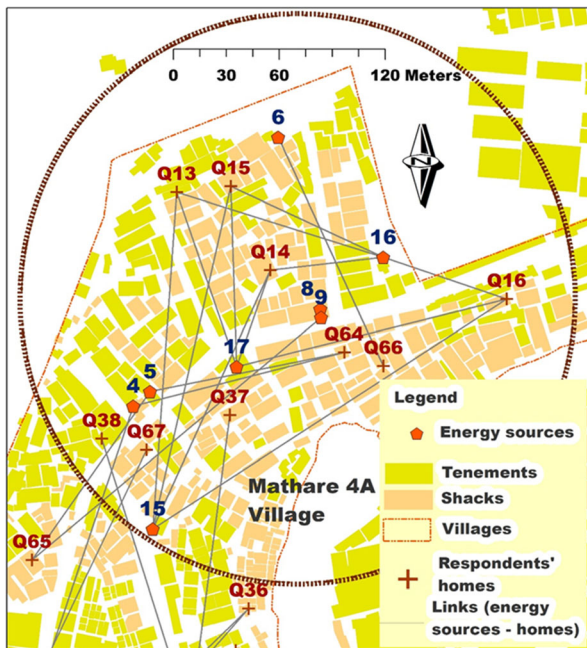 0 30 60 120 Meters
6
Q13 Q15
N
16
Q14
8
9
Q16
Q64
17
Q66
5
4
Q37
Q38
Q67
Legend
Energy sources
Tenements
Shacks
Mathare 4A
Village
Villages
15
Q65
Respondents'
homes
Q36
Links (energy
sources - homes)